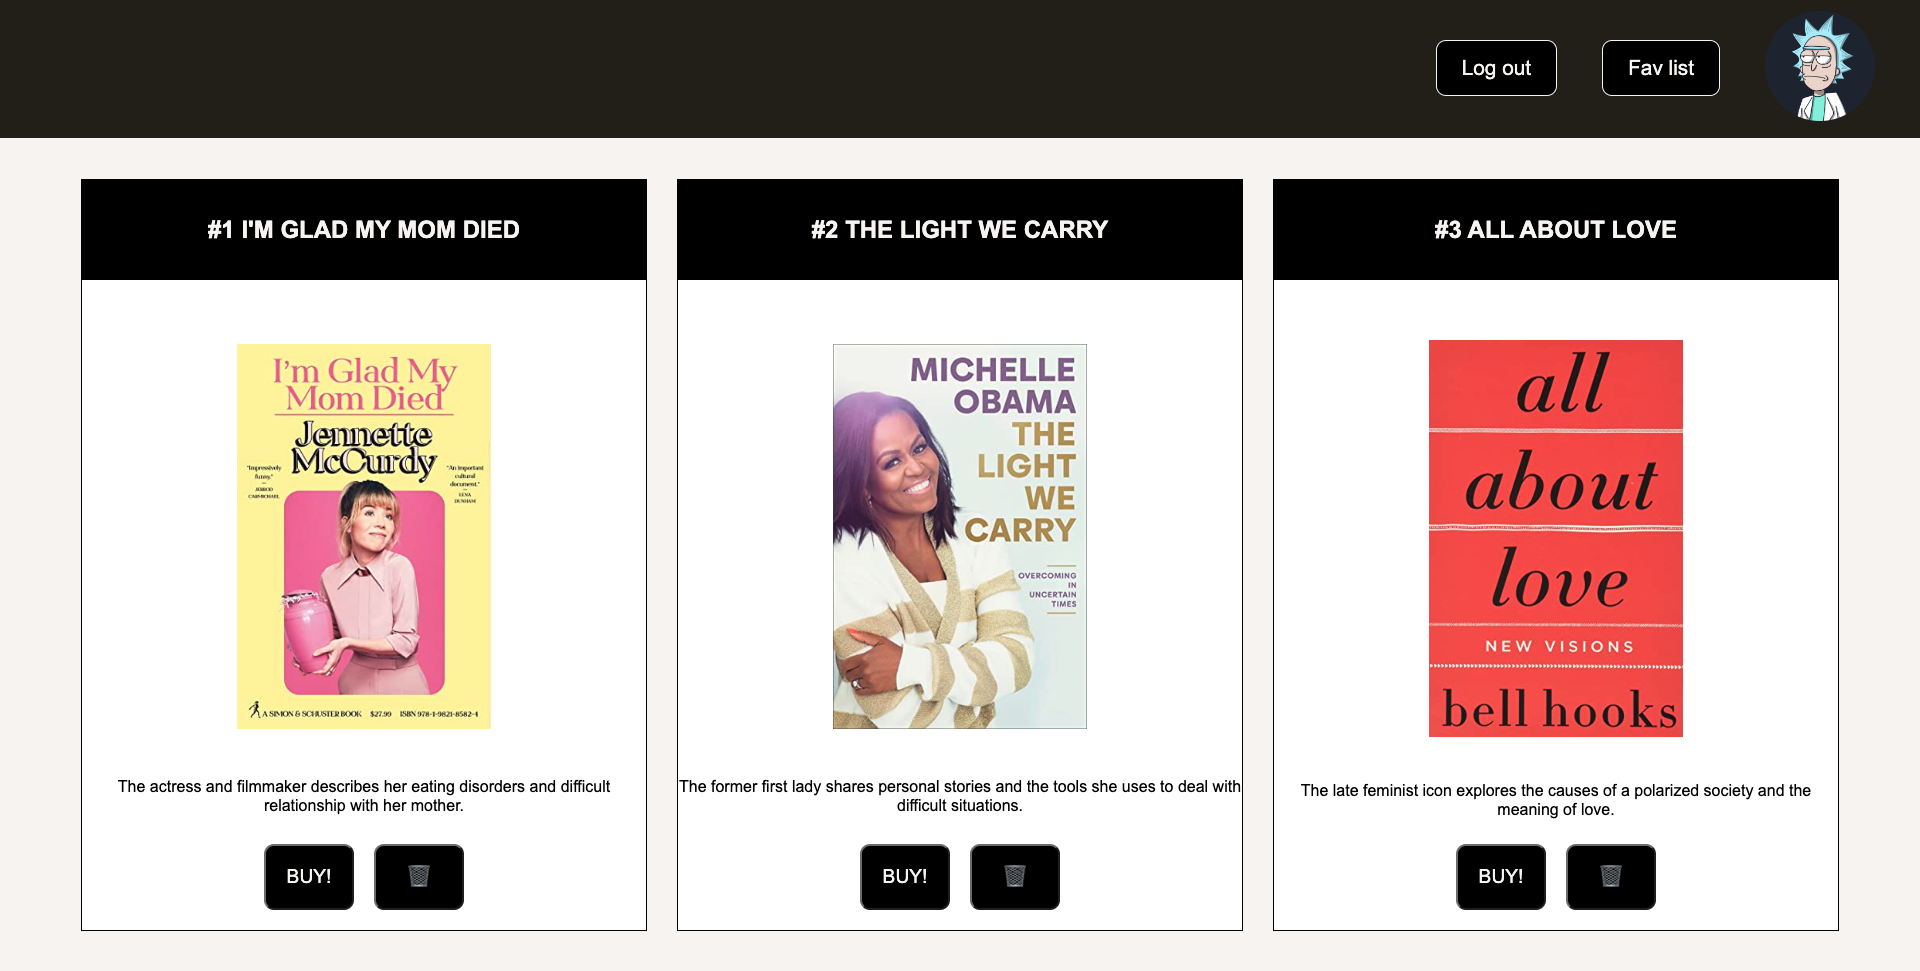 Log out
Fav list
#1 I'M GLAD MY MOM DIED
I'm Glad My
Mom Died
Jennette
McCurdy
"Impressively
funny."
—
JERROD
CARMICHAEL
"An important
cultural
document."
—
LENA
DUNHAM
A SIMON & SCHUSTER BOOK $27.99 ISBN 978-1-9821-8582-4
The actress and filmmaker describes her eating disorders and difficult
relationship with her mother.
BUY!
#2 THE LIGHT WE CARRY
MICHELLE
OBAMA
THE
LIGHT
WE
CARRY
OVERCOMING
IN
UNCERTAIN
TIMES
The former first lady shares personal stories and the tools she uses to deal with
difficult situations.
BUY!
#3 ALL ABOUT LOVE
all
about
love
NEW VISIONS
bell hooks
The late feminist icon explores the causes of a polarized society and the
meaning of love.
BUY!